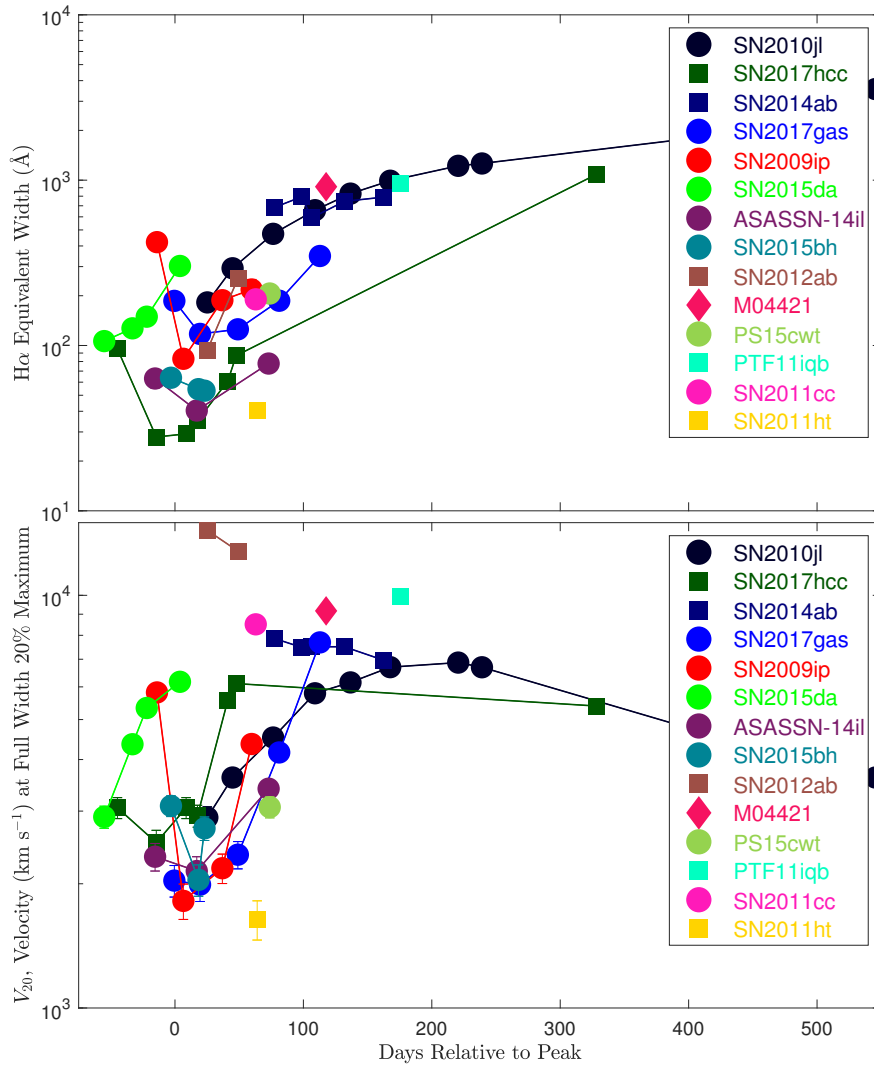 10^4
10^3
10^2
10^1
Hα Equivalent Width (Å)
SN2010jl
SN2017hcc
SN2014ab
SN2017gas
SN2009ip
SN2015da
ASASSN-14il
SN2015bh
SN2012ab
M04421
PS15cwt
PTF11iqb
SN2011cc
SN2011ht
10^4
10^3
V_20, Velocity (km s^−1) at Full Width 20% Maximum
SN2010jl
SN2017hcc
SN2014ab
SN2017gas
SN2009ip
SN2015da
ASASSN-14il
SN2015bh
SN2012ab
M04421
PS15cwt
PTF11iqb
SN2011cc
SN2011ht
0 100 200 300 400 500
Days Relative to Peak